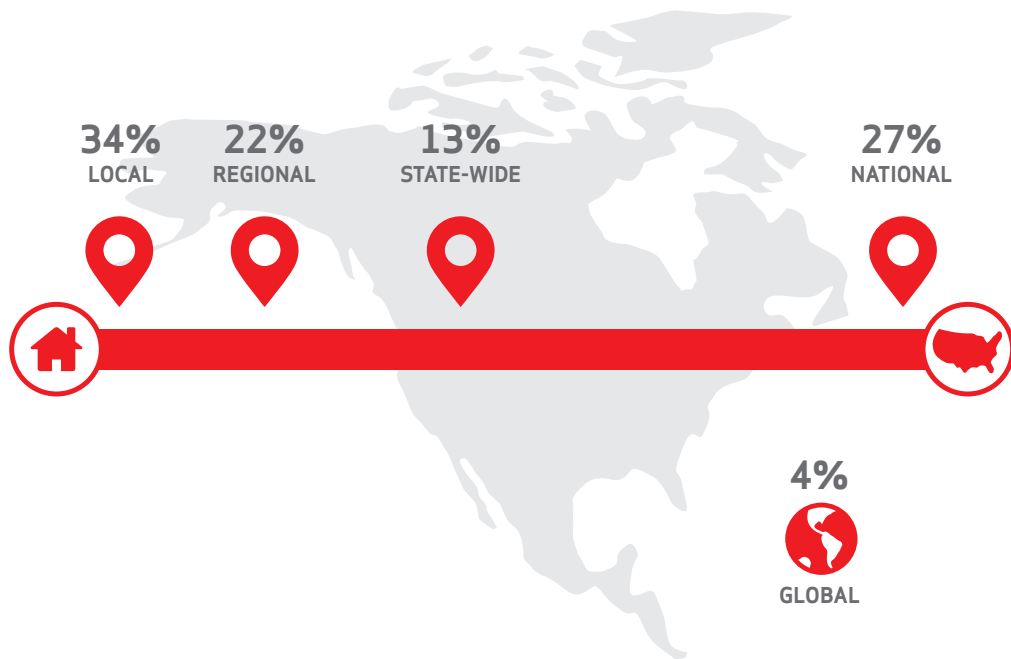 34%
LOCAL
22%
REGIONAL
13%
STATE-WIDE
27%
NATIONAL
4%
GLOBAL